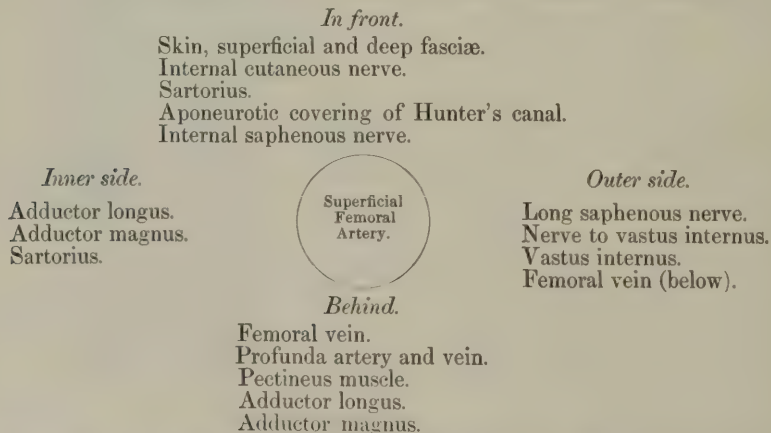 In front.
Skin, superficial and deep fasciæ.
Internal cutaneous nerve.
Sartorius.
Aponeurotic covering of Hunter's canal.
Internal saphenous nerve.
Inner side.
Adductor longus.
Adductor magnus.
Sartorius.
Superficial
Femoral
Artery.
Outer side.
Long saphenous nerve.
Nerve to vastus internus.
Vastus internus.
Femoral vein (below).
Behind.
Femoral vein.
Profunda artery and vein.
Pectineus muscle.
Adductor longus.
Adductor magnus.